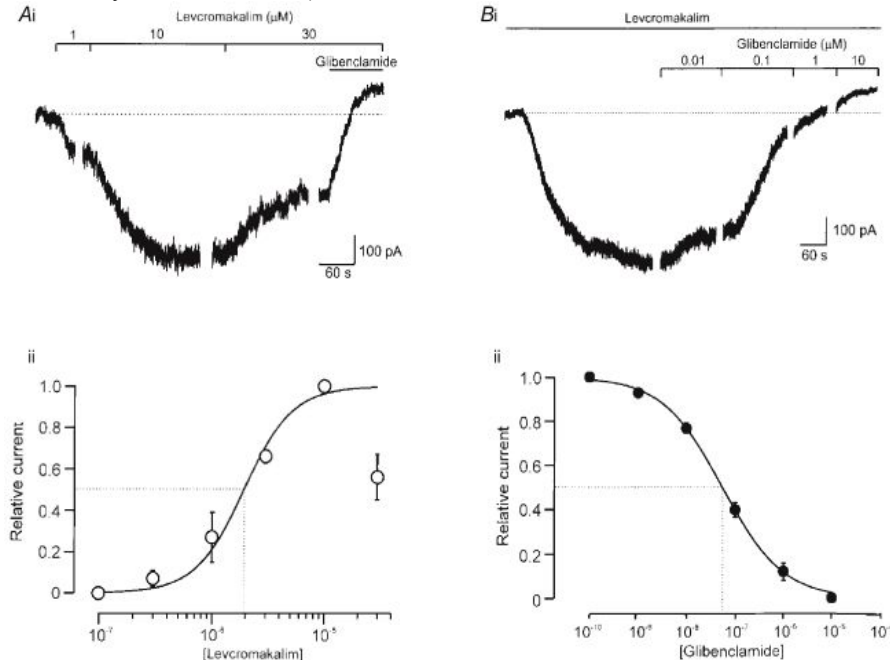 Ai
Levcromakalim (μM)
1 10 30
Glibenclamide
100 pA
60 s
Bi
Levcromakalim
Glibenclamide (μM)
0.01 0.1 1 10
100 pA
60 s
ii
1.0
0.8
0.6
0.4
0.2
0
Relative current
10⁻⁷ 10⁻⁶ 10⁻⁵
[Levcromakalim]
ii
1.0
0.8
0.6
0.4
0.2
0
Relative current
10⁻¹⁰ 10⁻⁹ 10⁻⁸ 10⁻⁷ 10⁻⁶ 10⁻⁵
[Glibenclamide]